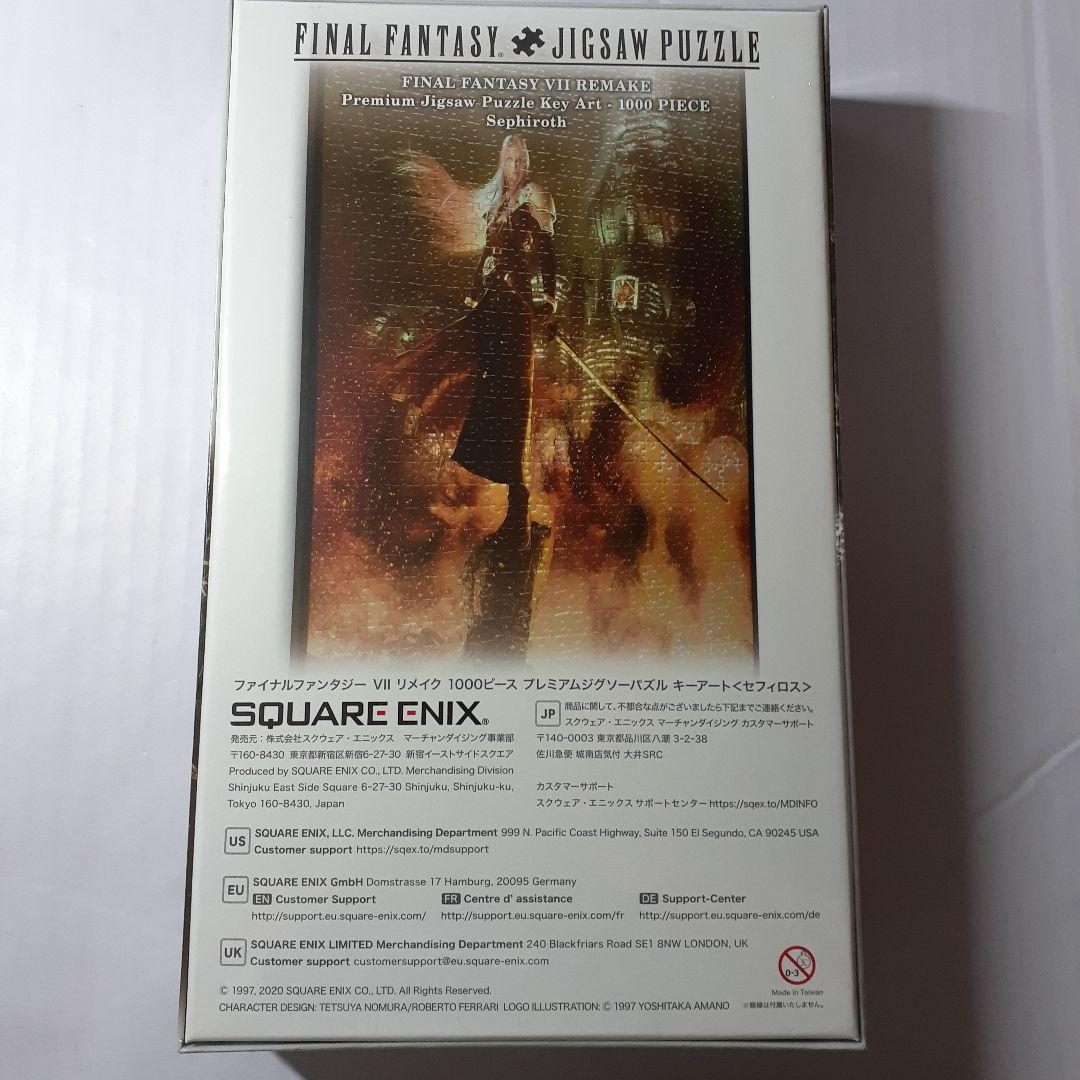 FINAL FANTASY® JIGSAW PUZZLE
FINAL FANTASY VII REMAKE
Premium Jigsaw Puzzle Key Art - 1000 PIECE
Sephiroth
ファイナルファンタジー VII リメイク 1000ピース プレミアムジグソーパズル キーアート<セフィロス>
SQUARE ENIX®
発売元：株式会社スクウェア・エニックス マーチャンダイジング事業部
〒160-8430 東京都新宿区新宿6-27-30 新宿イーストサイドスクエア
Produced by SQUARE ENIX CO., LTD. Merchandising Division
Shinjuku East Side Square 6-27-30 Shinjuku, Shinjuku-ku,
Tokyo 160-8430, Japan
JP 商品に関して、不都合な点がございましたら下記までご連絡ください。
スクウェア・エニックス マーチャンダイジング カスタマーサポート
〒140-0003 東京都品川区八潮 3-2-38
佐川急便 城南店気付 大井SRC
カスタマーサポート
スクウェア・エニックス サポートセンター https://sqex.to/MDINFO
US SQUARE ENIX, LLC. Merchandising Department 999 N. Pacific Coast Highway, Suite 150 El Segundo, CA 90245 USA
Customer support https://sqex.to/mdsupport
EU SQUARE ENIX GmbH Domstrasse 17 Hamburg, 20095 Germany
EN Customer Support
http://support.eu.square-enix.com/
FR Centre d' assistance
http://support.eu.square-enix.com/fr
DE Support-Center
http://support.eu.square-enix.com/de
UK SQUARE ENIX LIMITED Merchandising Department 240 Blackfriars Road SE1 8NW LONDON, UK
Customer support customersupport@eu.square-enix.com
0-3
Made in Taiwan
※額縁は付属いたしません。
© 1997, 2020 SQUARE ENIX CO., LTD. All Rights Reserved.
CHARACTER DESIGN: TETSUYA NOMURA/ROBERTO FERRARI LOGO ILLUSTRATION: © 1997 YOSHITAKA AMANO